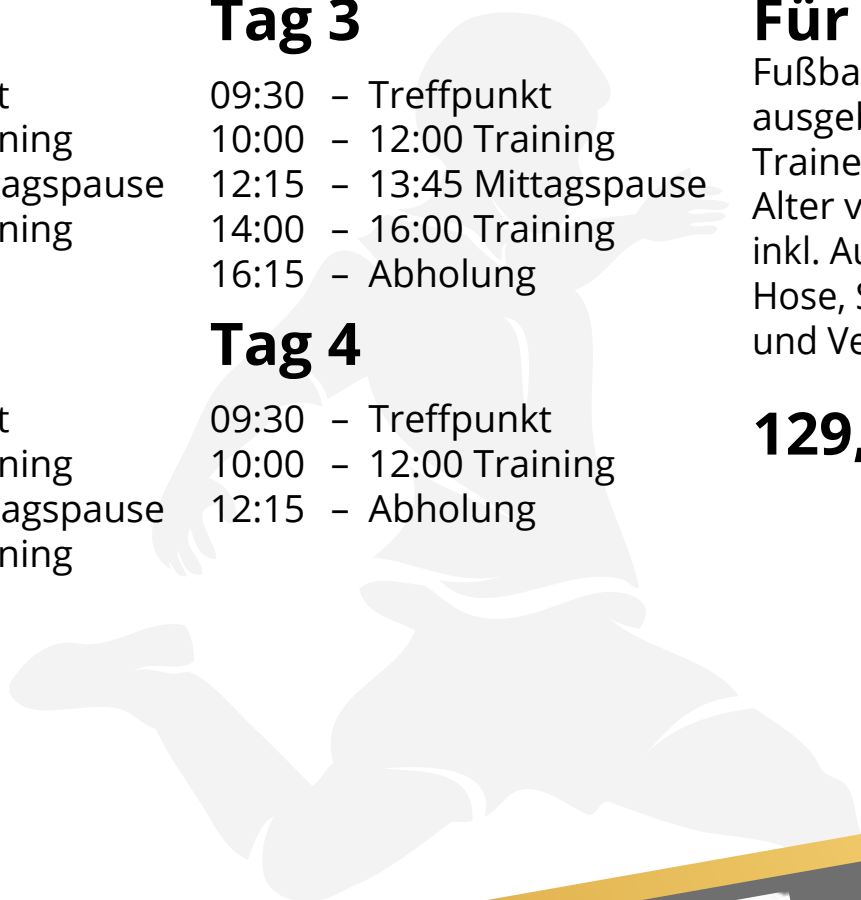 t
ning
agspause
ning
t
ning
agspause
ning
Tag 3
09:30 – Treffpunkt
10:00 – 12:00 Training
12:15 – 13:45 Mittagspause
14:00 – 16:00 Training
16:15 – Abholung
Tag 4
09:30 – Treffpunkt
10:00 – 12:00 Training
12:15 – Abholung
Für
Fußba
ausgel
Traine
Alter v
inkl. Au
Hose, S
und Ve
129,